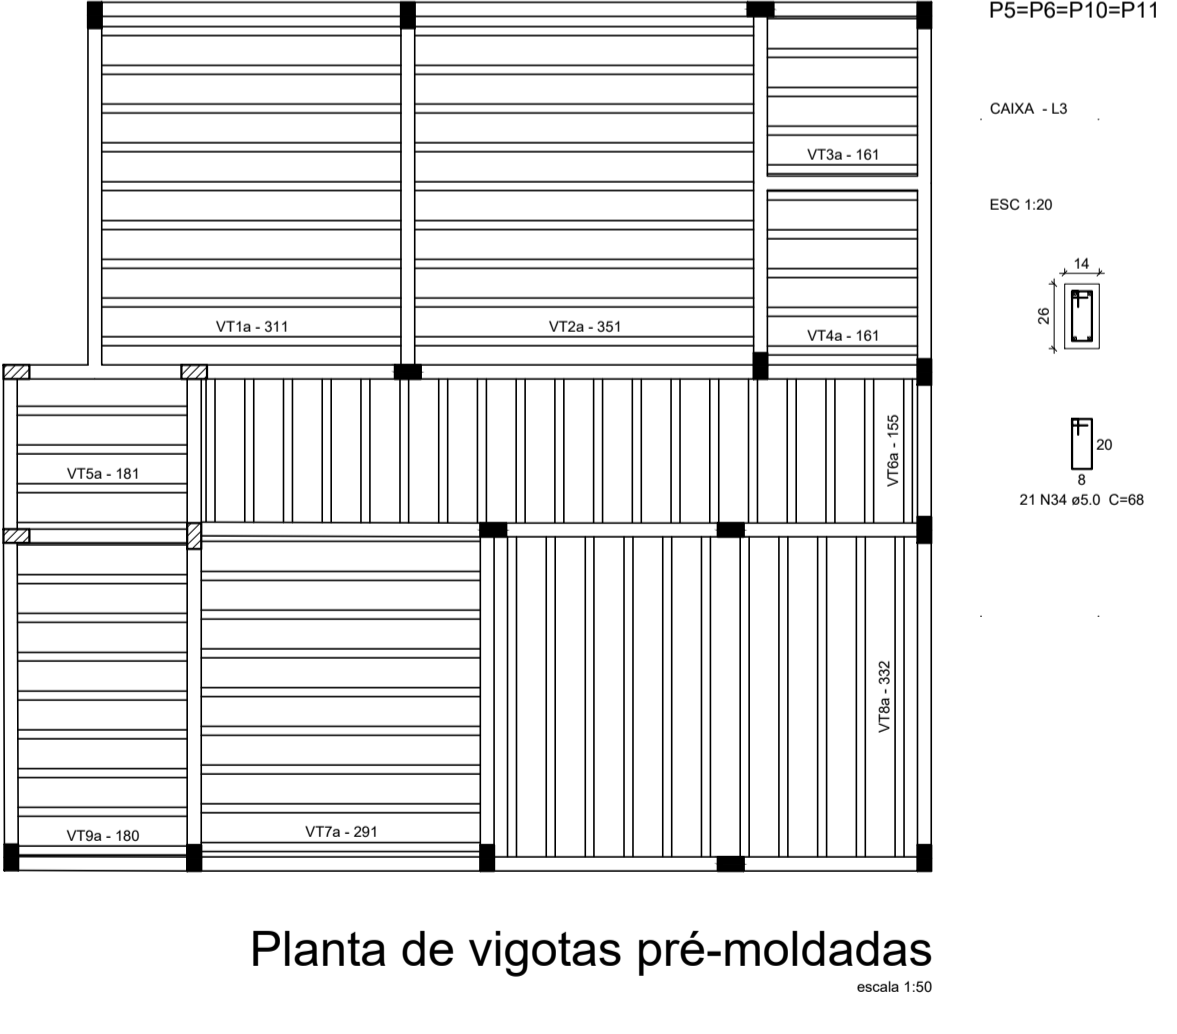 P5=P6=P10=P11
CAIXA - L3
VT3a - 161
ESC 1:20
14
26
VT1a - 311
VT2a - 351
VT4a - 161
VT5a - 181
VT6a - 155
20
8
21 N34 ø5.0 C=68
VT8a - 332
VT9a - 180
VT7a - 291
Planta de vigotas pré-moldadas
escala 1:50